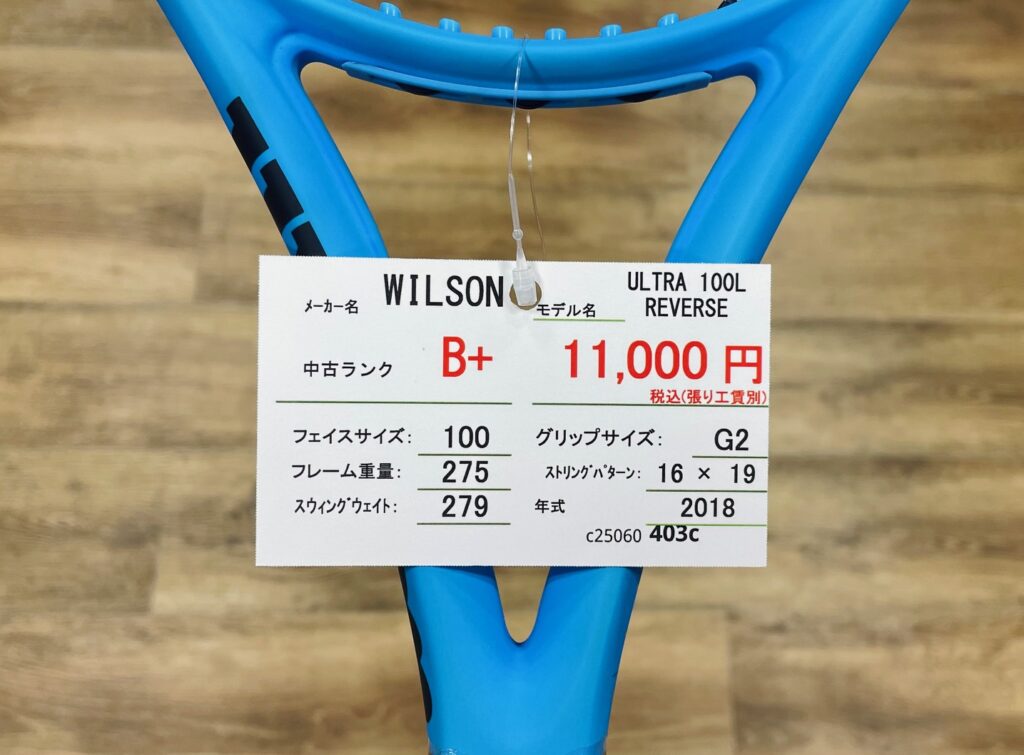 メーカー名 WILSON モデル名 ULTRA 100L
REVERSE
中古ランク B+ 11,000 円
税込(張り工賃別)
フェイスサイズ: 100 グリップサイズ: G2
フレーム重量: 275 ストリングパターン: 16 × 19
スウィングウェイト: 279 年式 2018
c25060 403c